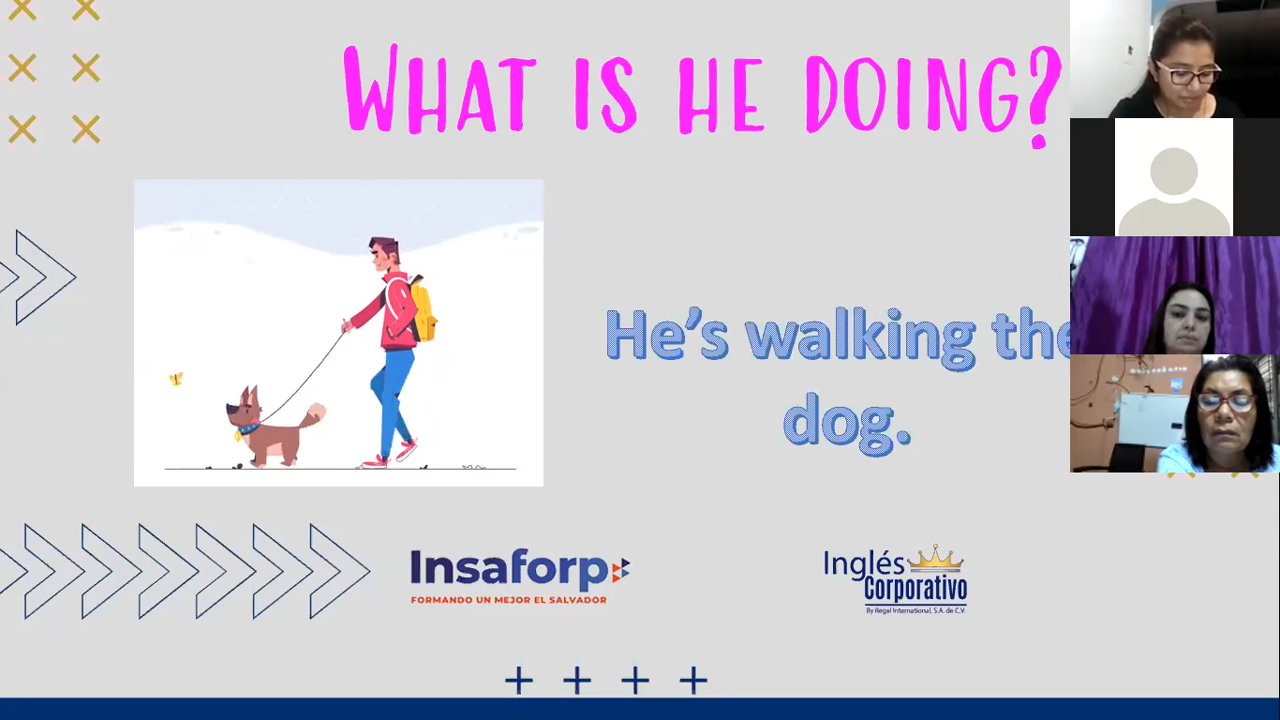 WHAT IS HE DOING?
He's walking the
dog.
Insaforp
FORMANDO UN MEJOR EL SALVADOR
Inglés
Corporativo
By Regal International, S.A. de C.V.